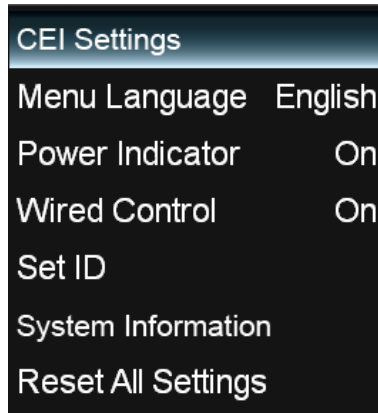 CEI Settings
Menu Language English
Power Indicator On
Wired Control On
Set ID
System Information
Reset All Settings